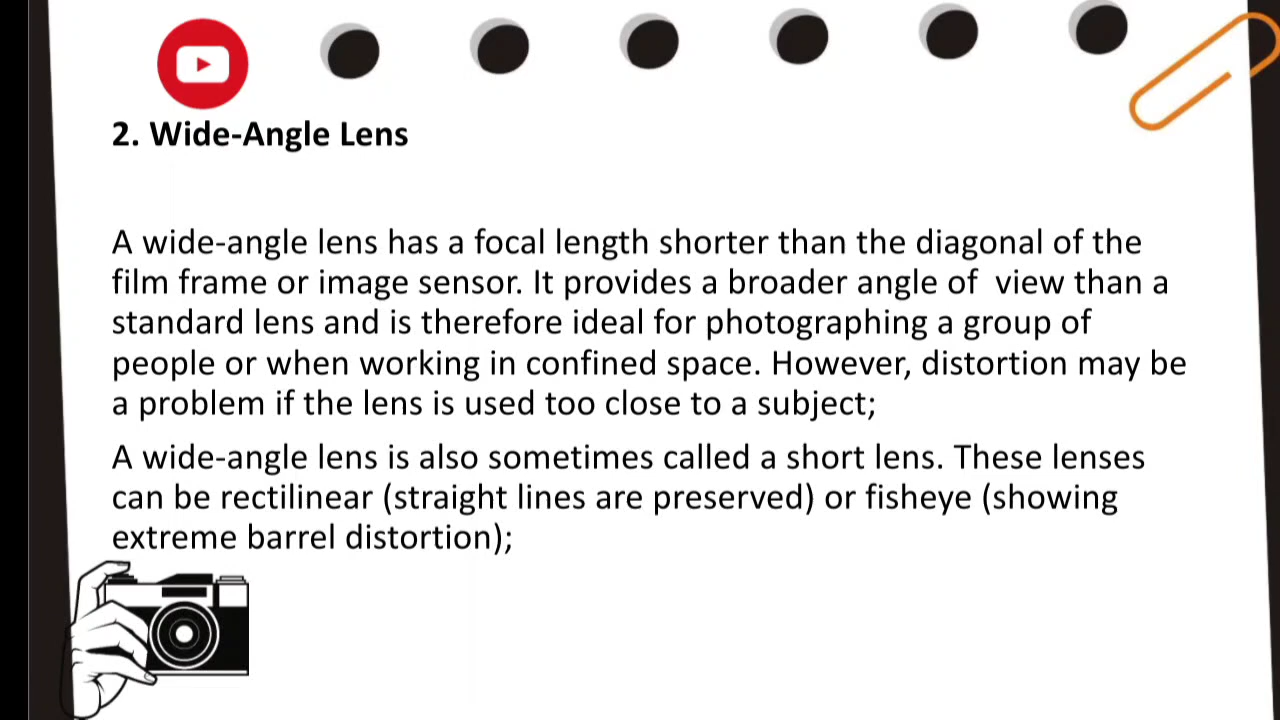 2. Wide-Angle Lens
A wide-angle lens has a focal length shorter than the diagonal of the
film frame or image sensor. It provides a broader angle of  view than a
standard lens and is therefore ideal for photographing a group of
people or when working in confined space. However, distortion may be
a problem if the lens is used too close to a subject;
A wide-angle lens is also sometimes called a short lens. These lenses
can be rectilinear (straight lines are preserved) or fisheye (showing
extreme barrel distortion);